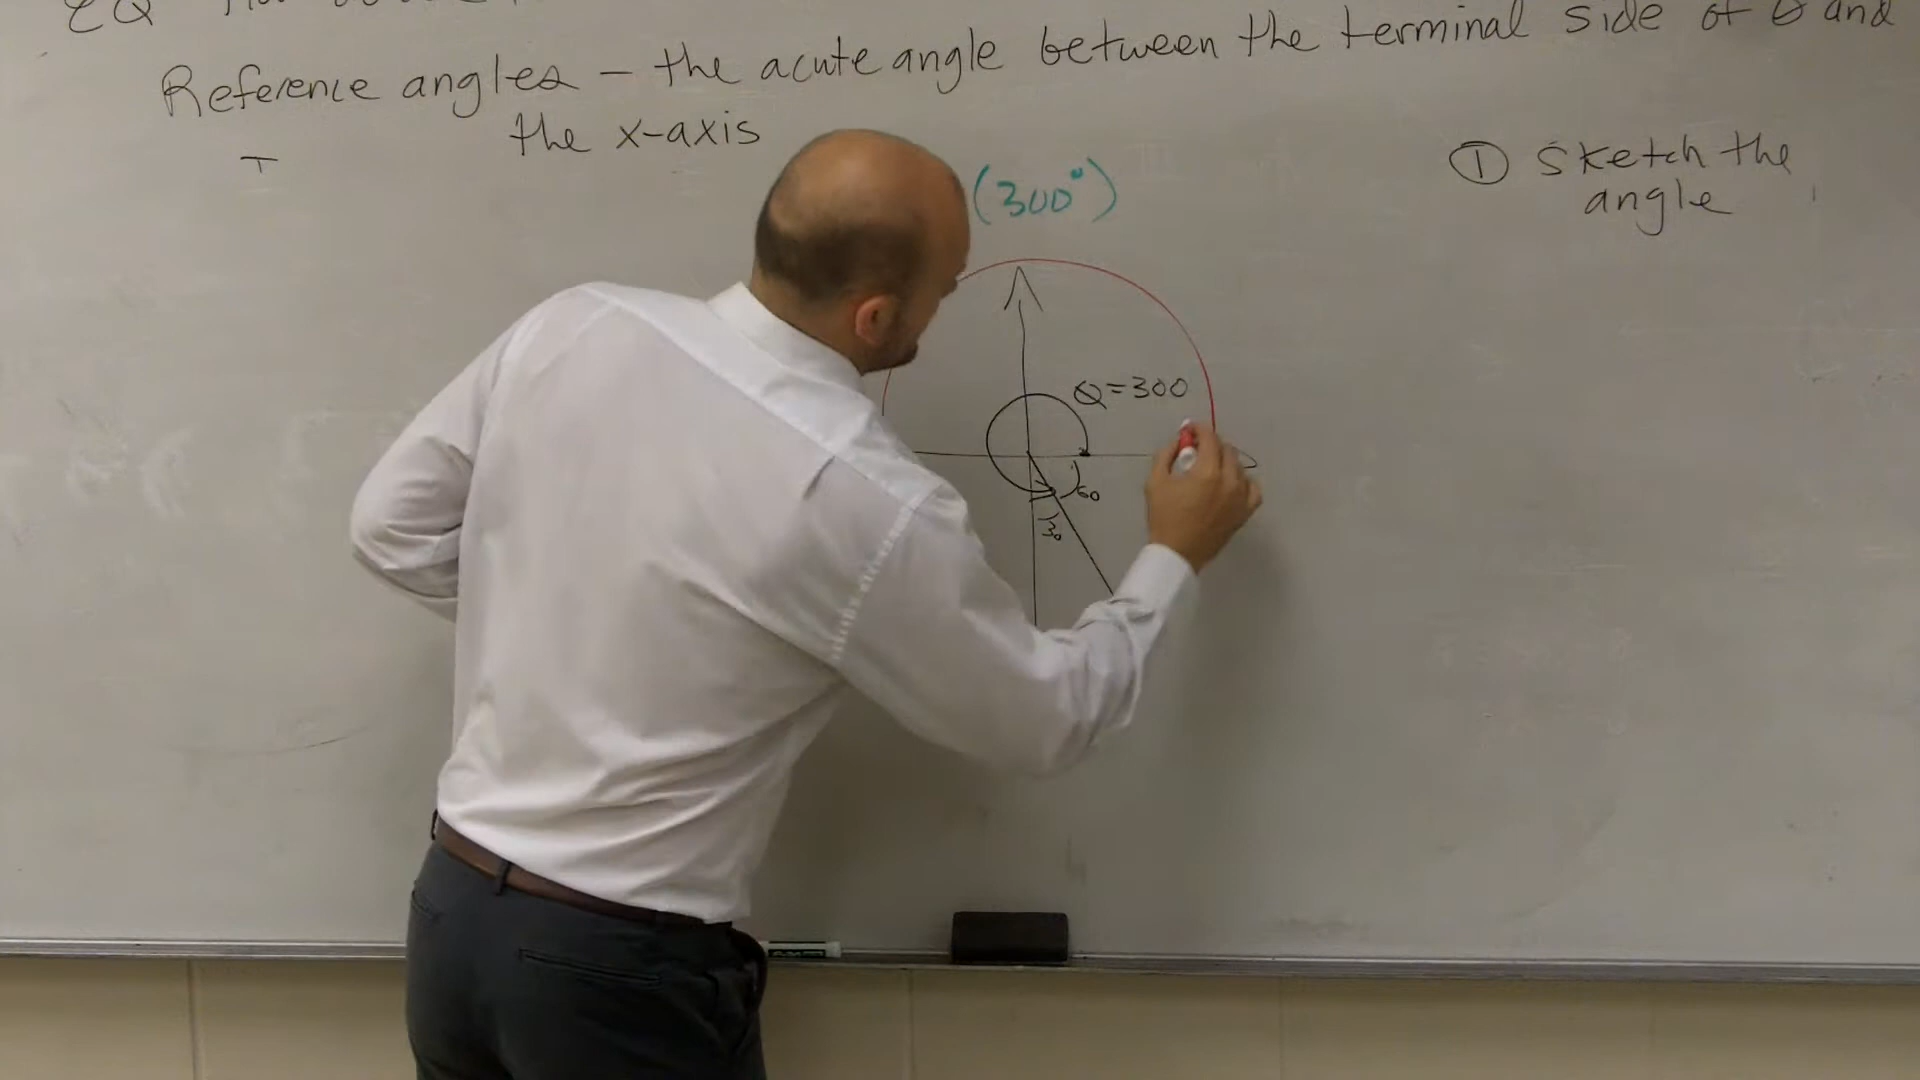 EQ
Reference angles – the acute angle between the terminal side of θ and
the x-axis
① Sketch the
angle
(300°)
θ=300
60
30